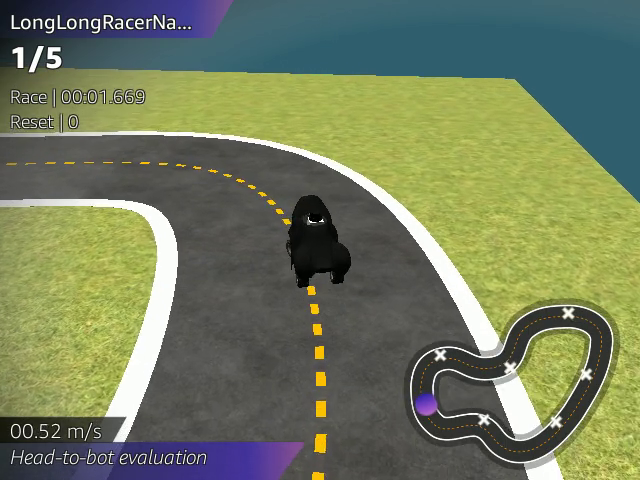 LongLongRacerNa...
1/5
Race | 00:01.669
Reset | 0
00.52 m/s
Head-to-bot evaluation